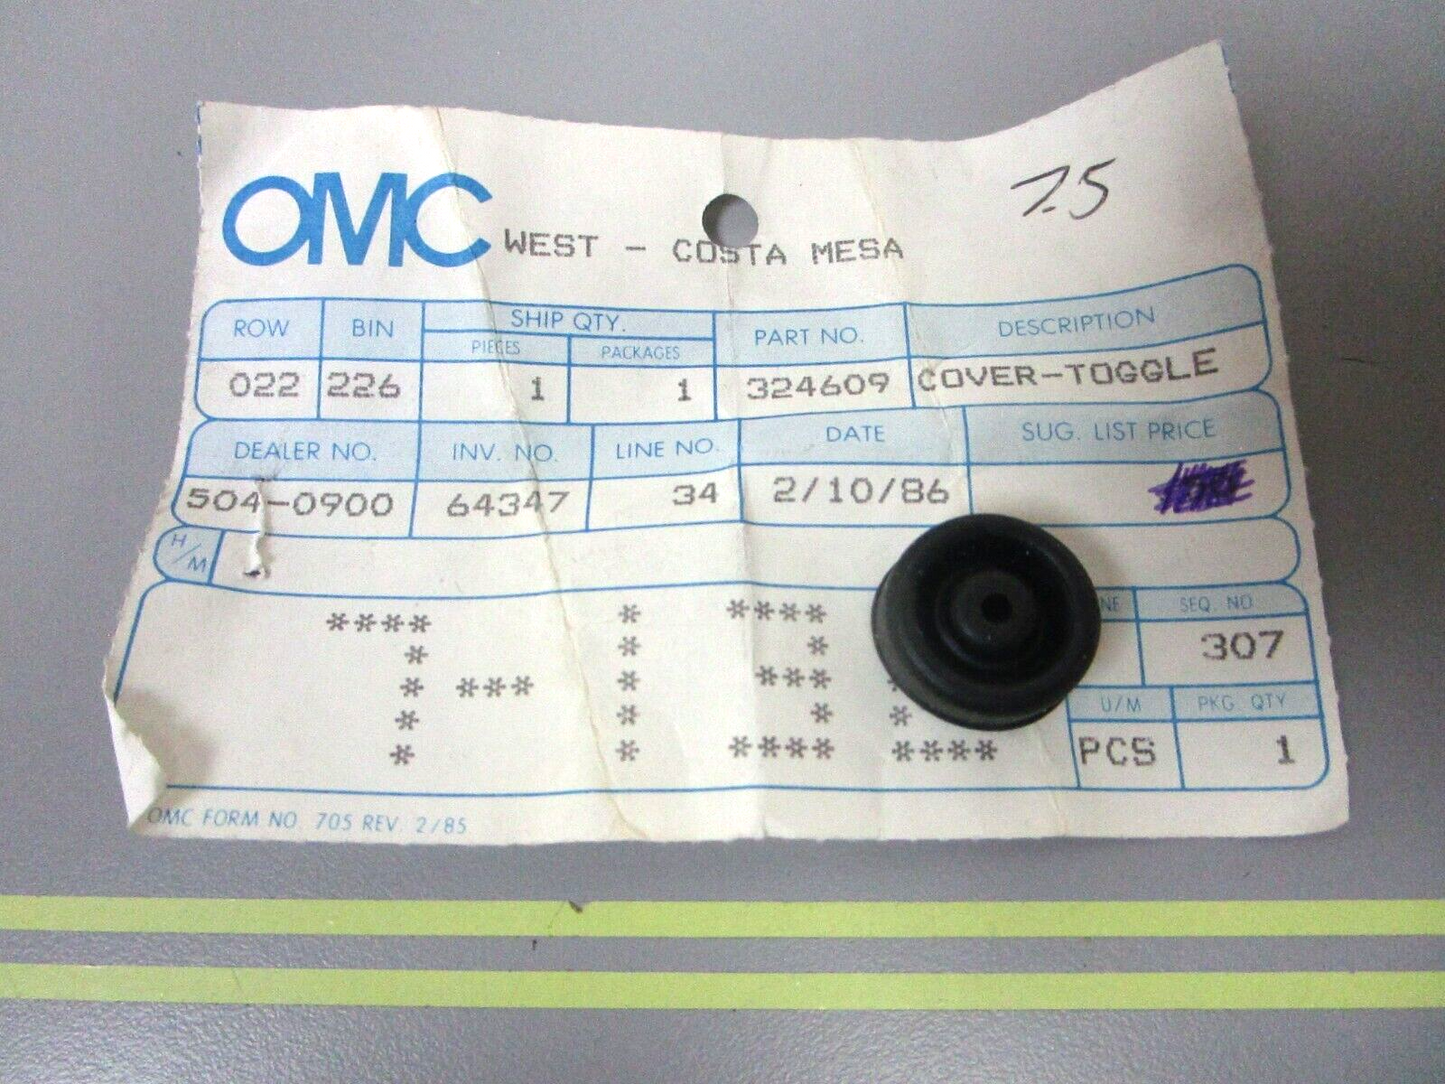 OMC WEST - COSTA MESA
7.5
ROW BIN SHIP QTY. PART NO. DESCRIPTION
PIECES PACKAGES
022 226 1 1 324609 COVER-TOGGLE
DEALER NO. INV. NO. LINE NO. DATE SUG. LIST PRICE
504-0900 64347 34 2/10/86
H/M
**** * **** NE SEQ. NO.
* * * 307
* *** * *** *
* * * * U/M PKG. QTY
* * **** **** PCS 1
OMC FORM NO. 705 REV. 2/85